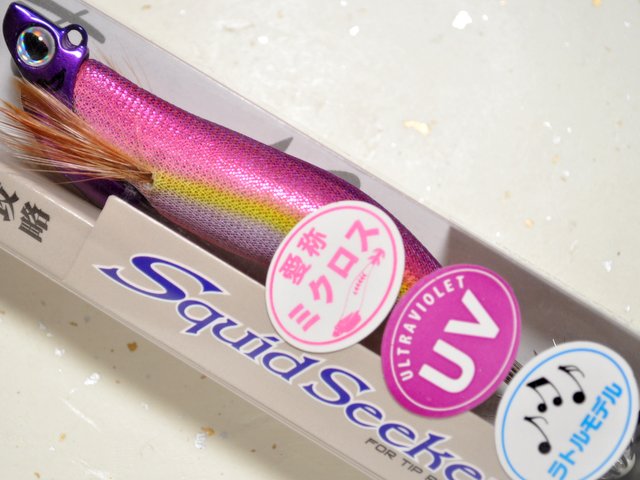 攻略
Squid Seeke
FOR TIP
愛称
ミクロス
ULTRAVIOLET
UV
ラトルモデル